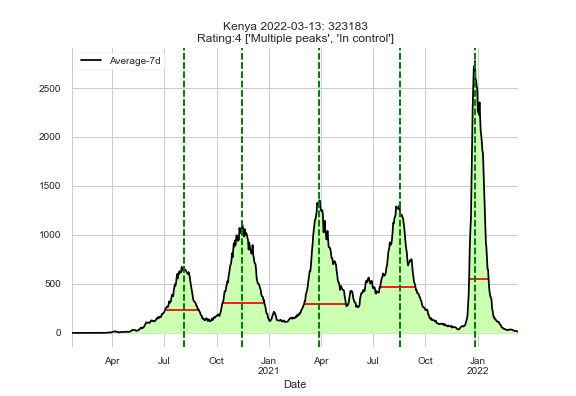 Kenya 2022-03-13: 323183
Rating:4 ['Multiple peaks', 'In control']
Average-7d
2500
2000
1500
1000
500
0
Apr Jul Oct Jan Apr Jul Oct Jan
2021 2022
Date